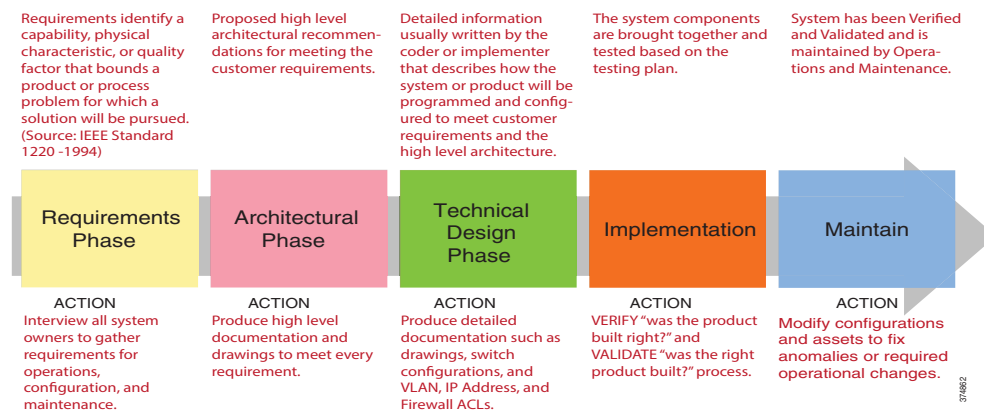 Requirements identify a
capability, physical
characteristic, or quality
factor that bounds a
product or process
problem for which a
solution will be pursued.
(Source: IEEE Standard
1220 -1994)
Proposed high level
architectural recommen-
dations for meeting the
customer requirements.
Detailed information
usually written by the
coder or implementer
that describes how the
system or product will be
programmed and config-
ured to meet customer
requirements and the
high level architecture.
The system components
are brought together and
tested based on the
testing plan.
System has been Verified
and Validated and is
maintained by Opera-
tions and Maintenance.
Requirements
Phase
Architectural
Phase
Technical
Design
Phase
Implementation
Maintain
ACTION
Interview all system
owners to gather
requirements for
operations,
configuration, and
maintenance.
ACTION
Produce high level
documentation and
drawings to meet every
requirement.
ACTION
Produce detailed
documentation such as
drawings, switch
configurations, and
VLAN, IP Address, and
Firewall ACLs.
ACTION
VERIFY “was the product
built right?” and
VALIDATE “was the right
product built?” process.
ACTION
Modify configurations
and assets to fix
anomalies or required
operational changes.
374862